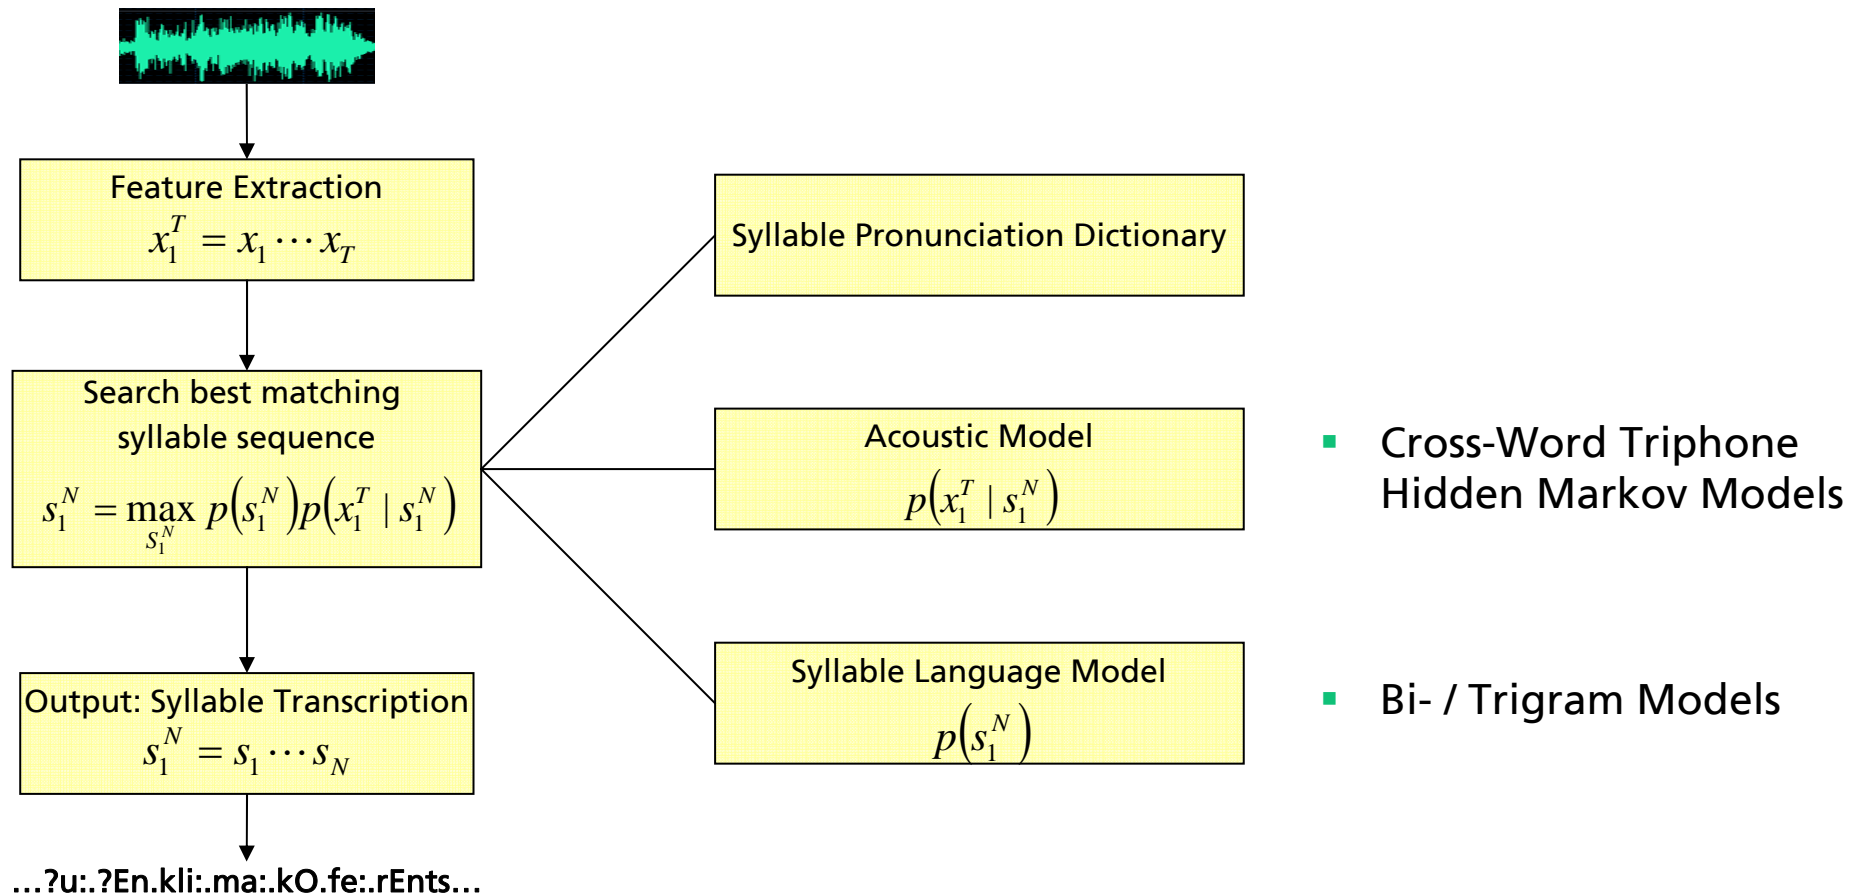 Feature Extraction
x_1^T = x_1 ⋯ x_T
Search best matching
syllable sequence
s_1^N = max_{S_1^N} p(s_1^N)p(x_1^T | s_1^N)
Output: Syllable Transcription
s_1^N = s_1 ⋯ s_N
…?u:.?En.kli:.ma:.kO.fe:.rEnts…
Syllable Pronunciation Dictionary
Acoustic Model
p(x_1^T | s_1^N)
Syllable Language Model
p(s_1^N)
▪ Cross-Word Triphone
Hidden Markov Models
▪ Bi- / Trigram Models